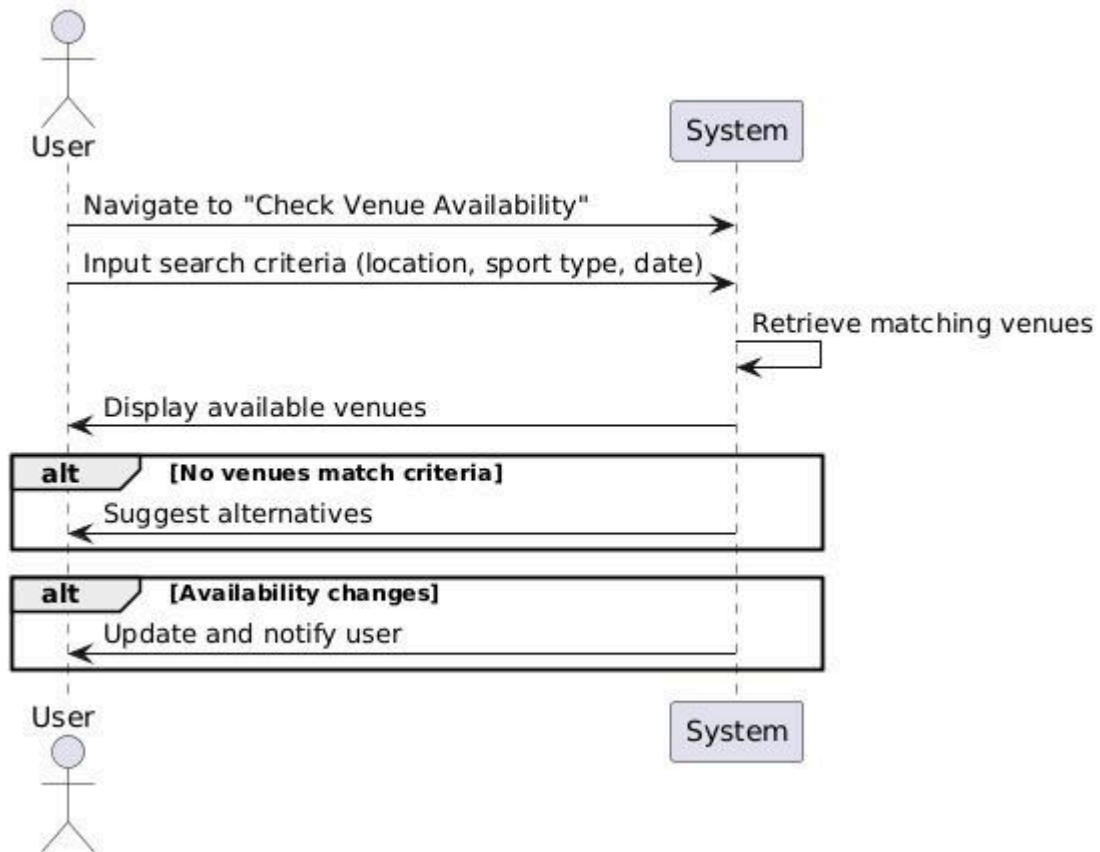 User
System
Navigate to "Check Venue Availability"
Input search criteria (location, sport type, date)
Retrieve matching venues
Display available venues
alt [No venues match criteria]
Suggest alternatives
alt [Availability changes]
Update and notify user
User
System